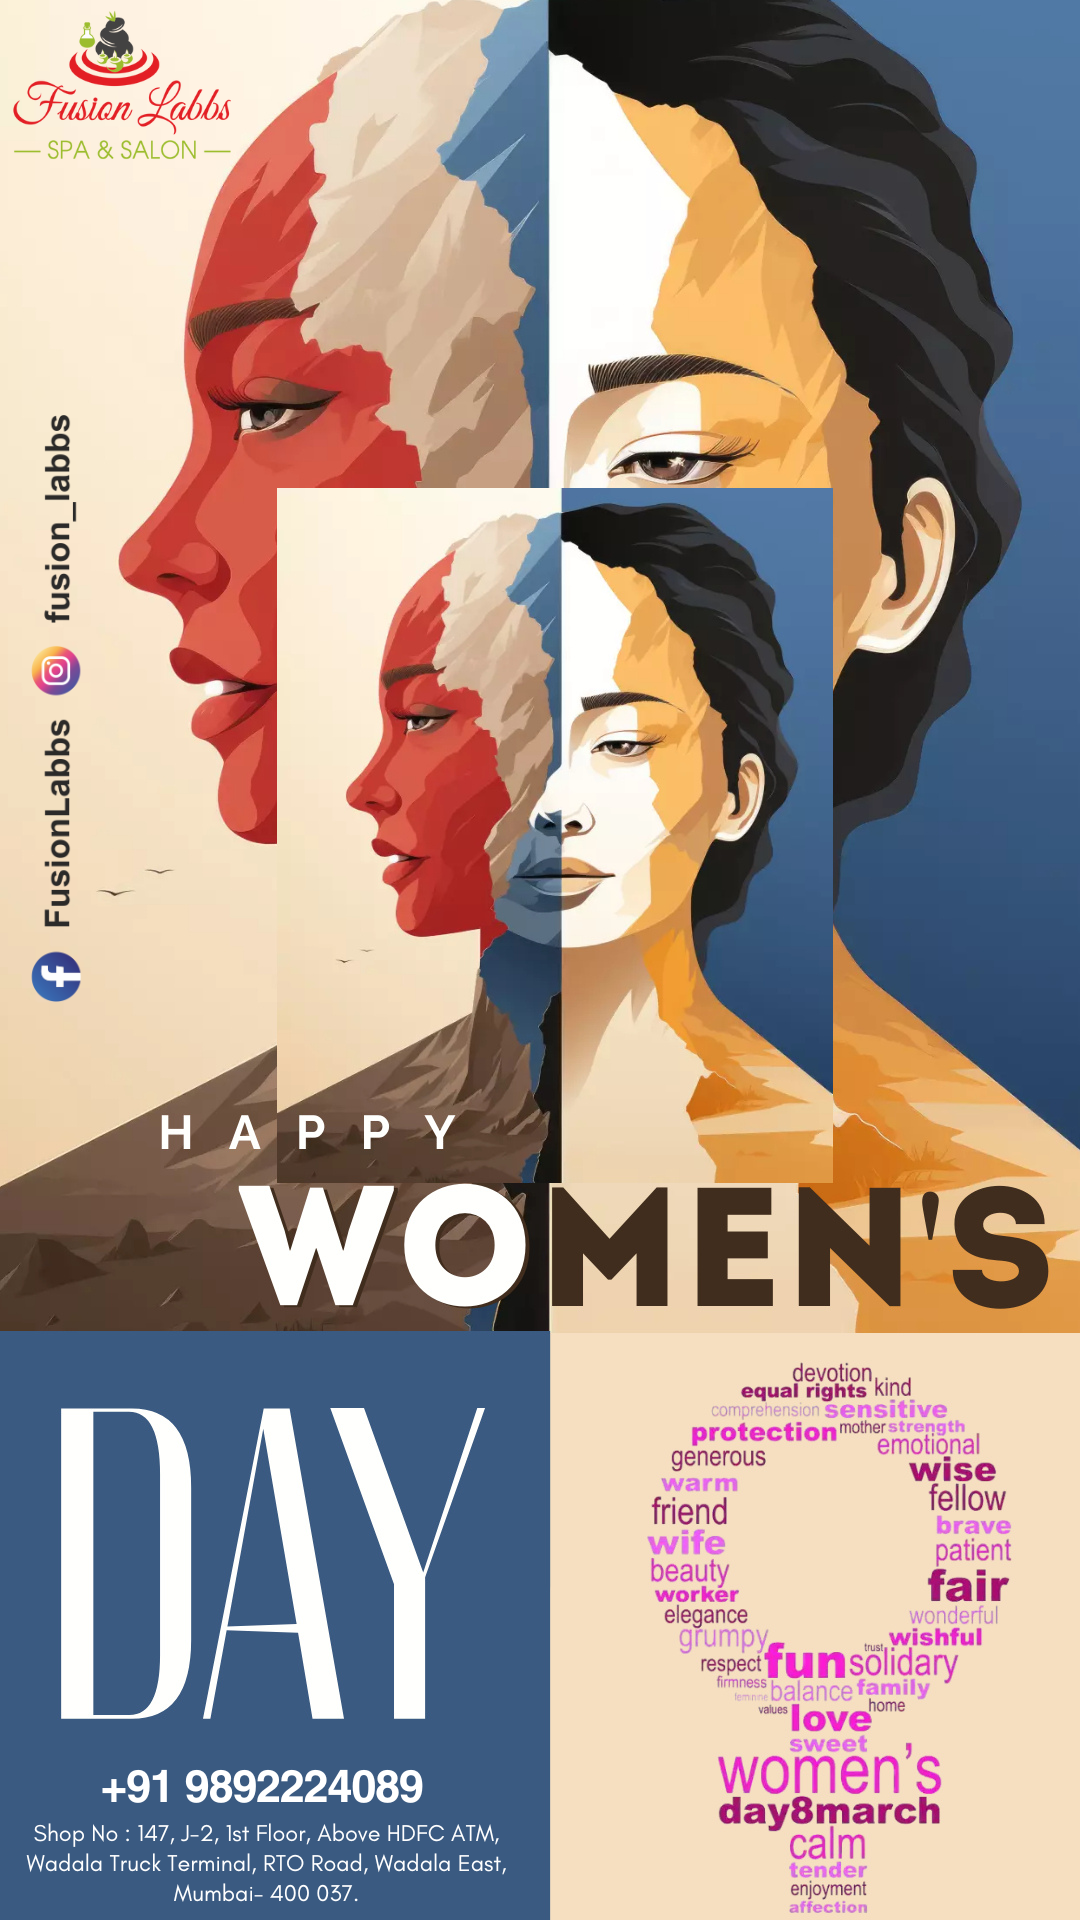 Fusion Labbs
— SPA & SALON —
fusion_labbs
FusionLabbs
HAPPY
WOMEN'S
DAY
+91 9892224089
Shop No : 147, J-2, 1st Floor, Above HDFC ATM,
Wadala Truck Terminal, RTO Road, Wadala East,
Mumbai- 400 037.
devotion
equal rights kind
comprehension sensitive
protection mother strength
generous emotional
warm wise
friend fellow
wife brave
beauty patient
worker fair
elegance wonderful
grumpy wishful
trust
respect fun solidary
firmness balance family
feminine
values home
love
sweet
women's
day8march
calm
tender
enjoyment
affection